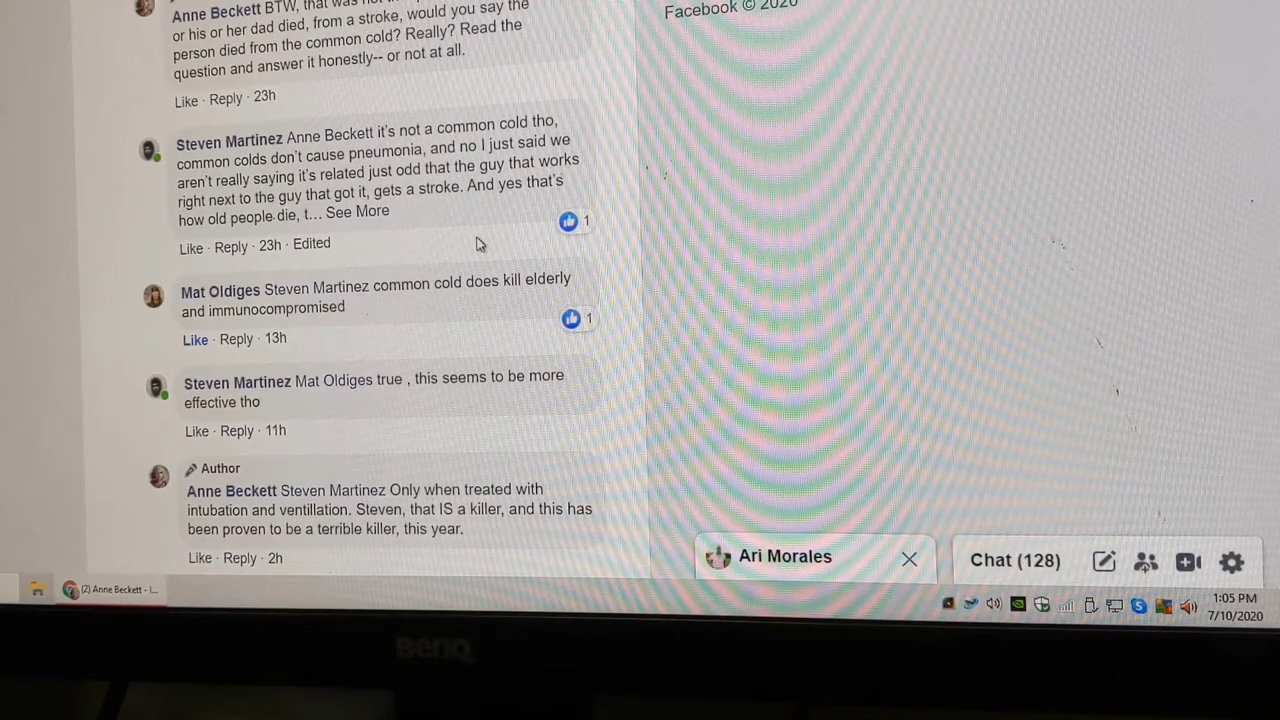 Anne Beckett BTW, that was not in
or his or her dad died, from a stroke, would you say the
person died from the common cold? Really? Read the
question and answer it honestly-- or not at all.
Like · Reply · 23h
Steven Martinez Anne Beckett it's not a common cold tho,
common colds don't cause pneumonia, and no I just said we
aren't really saying it's related just odd that the guy that works
right next to the guy that got it, gets a stroke. And yes that's
how old people die, t... See More
1
Like · Reply · 23h · Edited
Mat Oldiges Steven Martinez common cold does kill elderly
and immunocompromised
1
Like · Reply · 13h
Steven Martinez Mat Oldiges true , this seems to be more
effective tho
Like · Reply · 11h
Author
Anne Beckett Steven Martinez Only when treated with
intubation and ventillation. Steven, that IS a killer, and this has
been proven to be a terrible killer, this year.
Like · Reply · 2h
Facebook © 2020
Ari Morales
Chat (128)
(2) Anne Beckett - I...
1:05 PM
7/10/2020
BenQ